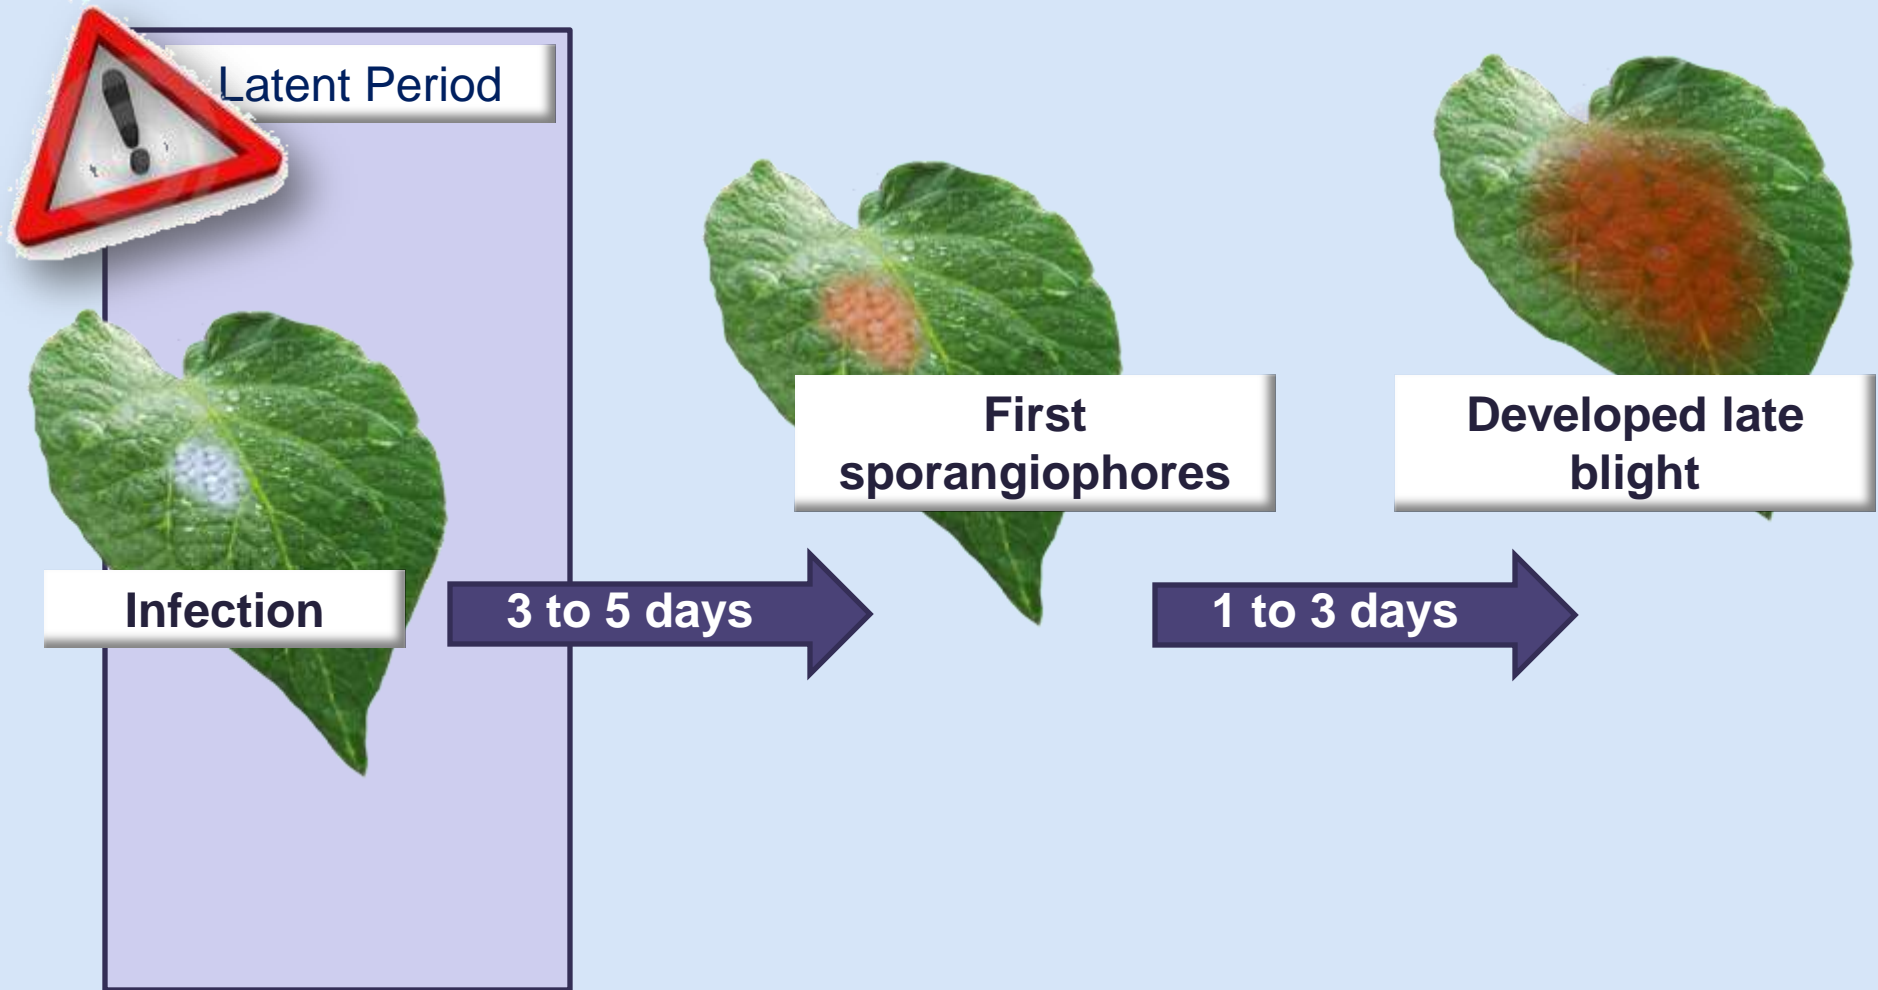 Latent Period
First
sporangiophores
Developed late
blight
Infection
3 to 5 days
1 to 3 days